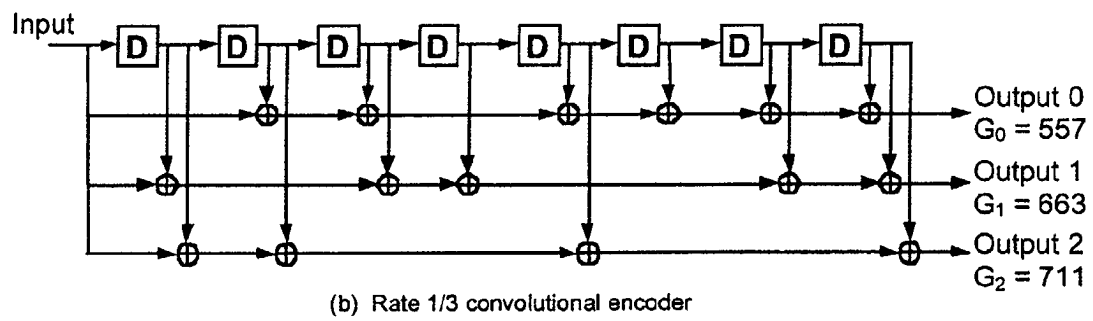 Input
D D D D D D D D
Output 0
G₀ = 557
Output 1
G₁ = 663
Output 2
G₂ = 711
(b) Rate 1/3 convolutional encoder